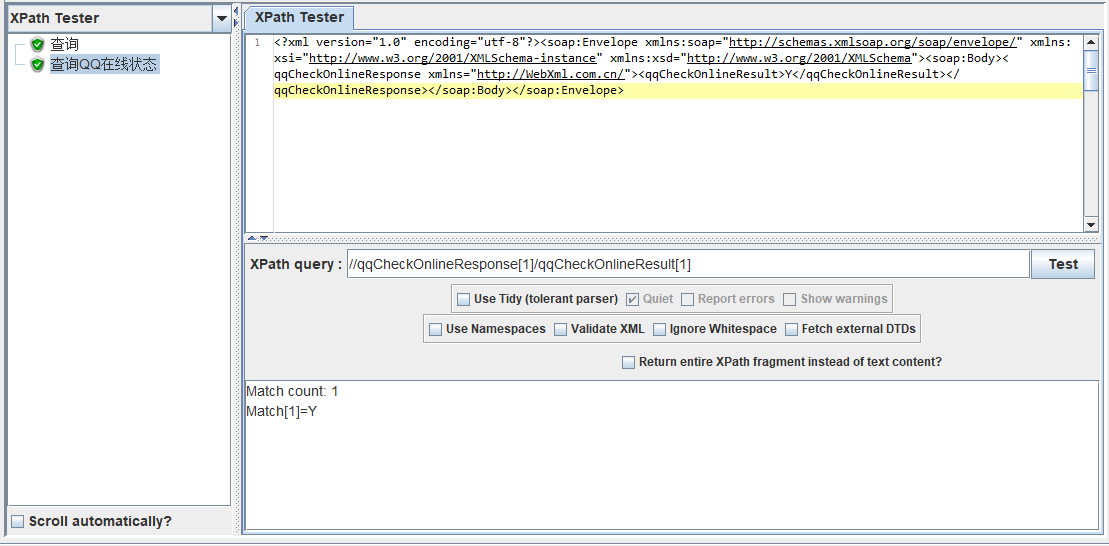 XPath Tester
查询
查询QQ在线状态
Scroll automatically?
XPath Tester
1 <?xml version="1.0" encoding="utf-8"?><soap:Envelope xmlns:soap="http://schemas.xmlsoap.org/soap/envelope/" xmlns:
xsi="http://www.w3.org/2001/XMLSchema-instance" xmlns:xsd="http://www.w3.org/2001/XMLSchema"><soap:Body><
qqCheckOnlineResponse xmlns="http://WebXml.com.cn/"><qqCheckOnlineResult>Y</qqCheckOnlineResult></
qqCheckOnlineResponse></soap:Body></soap:Envelope>
XPath query : //qqCheckOnlineResponse[1]/qqCheckOnlineResult[1] Test
Use Tidy (tolerant parser) Quiet Report errors Show warnings
Use Namespaces Validate XML Ignore Whitespace Fetch external DTDs
Return entire XPath fragment instead of text content?
Match count: 1
Match[1]=Y